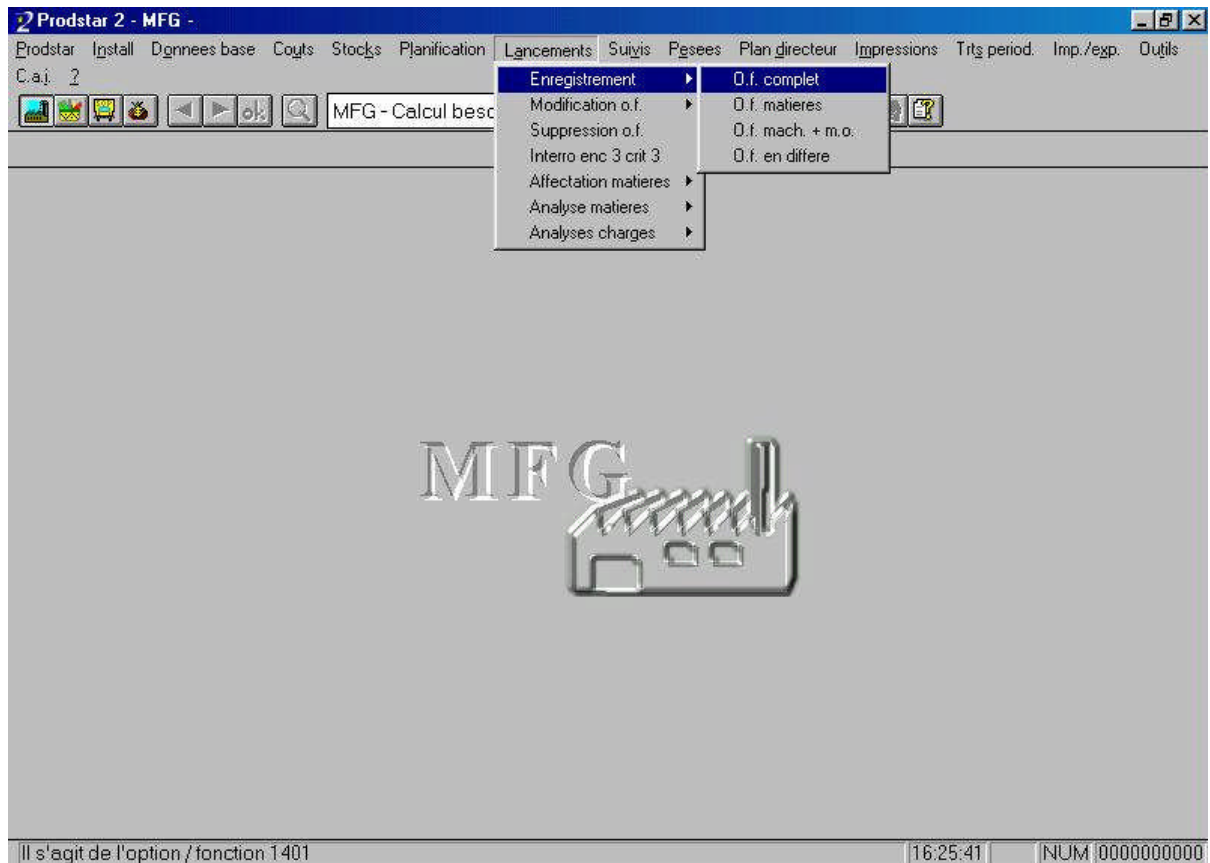 Prodstar 2 - MFG -
Prodstar Install Donnees base Couts Stocks Planification Lancements Suivis Pesees Plan directeur Impressions Trts period. Imp./exp. Outils
C.a.i. ?
ok MFG - Calcul beso
Enregistrement
Modification o.f.
Suppression o.f.
Interro enc 3 crit 3
Affectation matieres
Analyse matieres
Analyses charges
O.f. complet
O.f. matieres
O.f. mach. + m.o.
O.f. en differe
MFG
Il s'agit de l'option / fonction 1401 16:25:41 NUM 0000000000